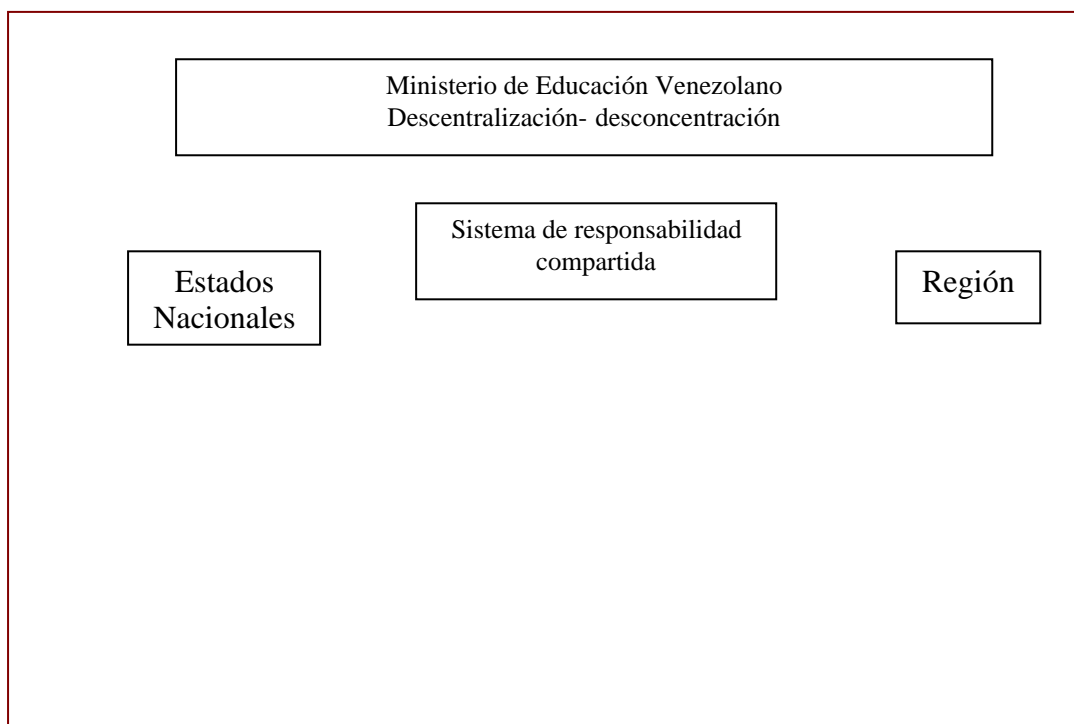 Ministerio de Educación Venezolano
Descentralización- desconcentración
Sistema de responsabilidad
compartida
Estados
Nacionales
Región